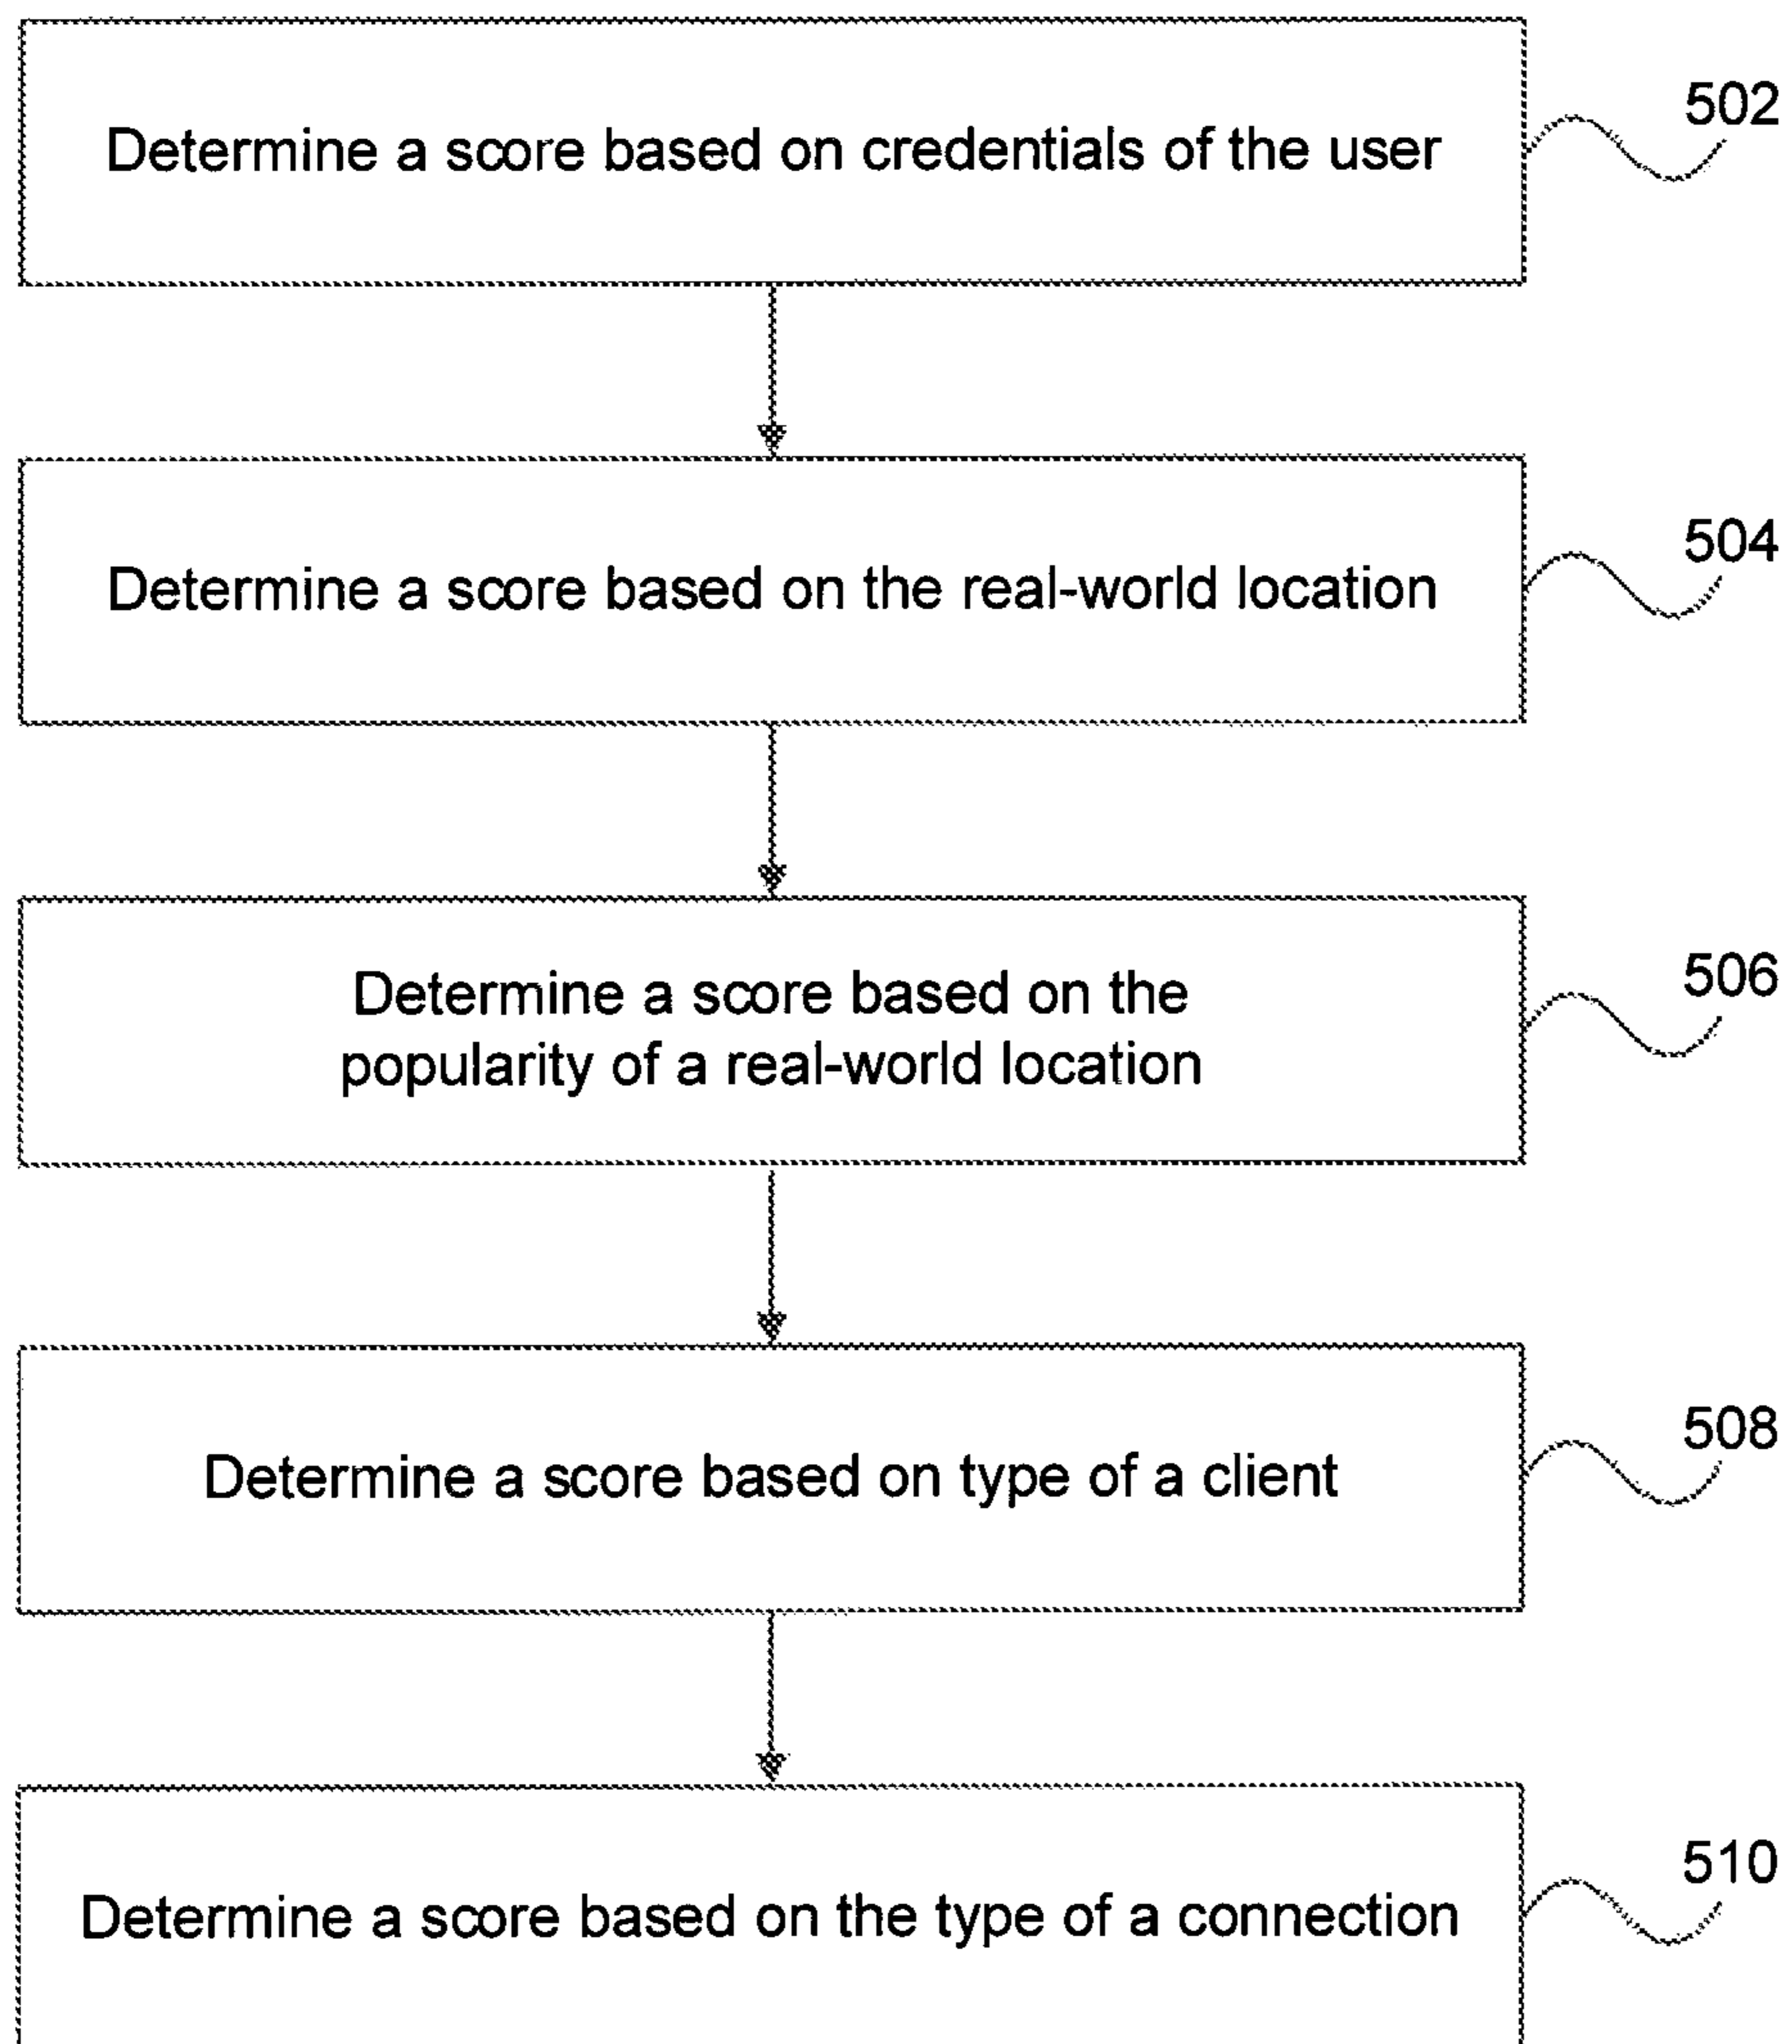 Determine a score based on credentials of the user
502
Determine a score based on the real-world location
504
Determine a score based on the
popularity of a real-world location
506
Determine a score based on type of a client
508
Determine a score based on the type of a connection
510